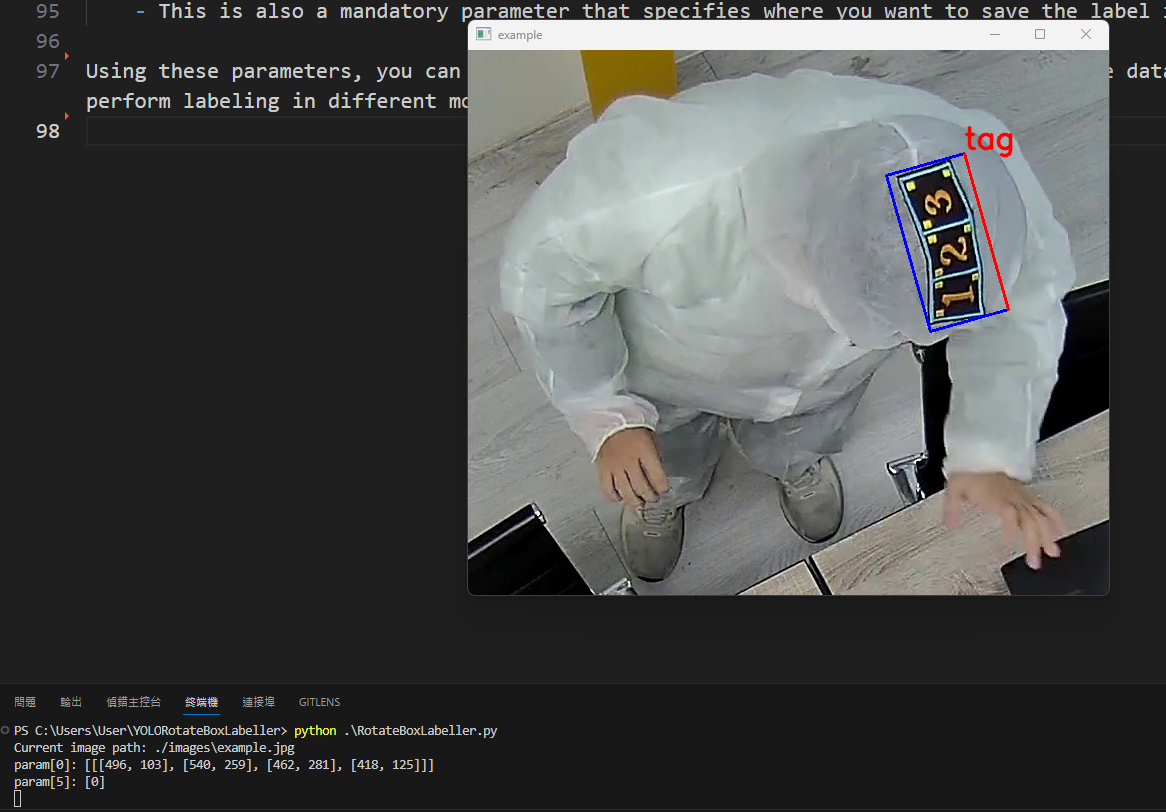 95 - This is also a mandatory parameter that specifies where you want to save the label
96
97 Using these parameters, you can
data
perform labeling in different mo
98
example
tag
1 2 3
問題 輸出 偵錯主控台 終端機 連接埠 GITLENS
PS C:\Users\User\YOLORotateBoxLabeller> python .\RotateBoxLabeller.py
Current image path: ./images\example.jpg
param[0]: [[[496, 103], [540, 259], [462, 281], [418, 125]]]
param[5]: [0]